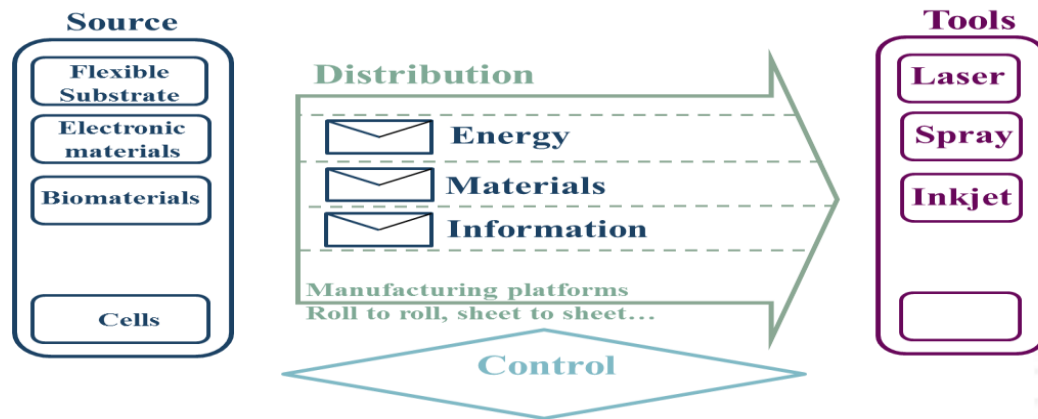 Source
Flexible
Substrate
Electronic
materials
Biomaterials
Cells
Distribution
Energy
Materials
Information
Manufacturing platforms
Roll to roll, sheet to sheet...
Control
Tools
Laser
Spray
Inkjet